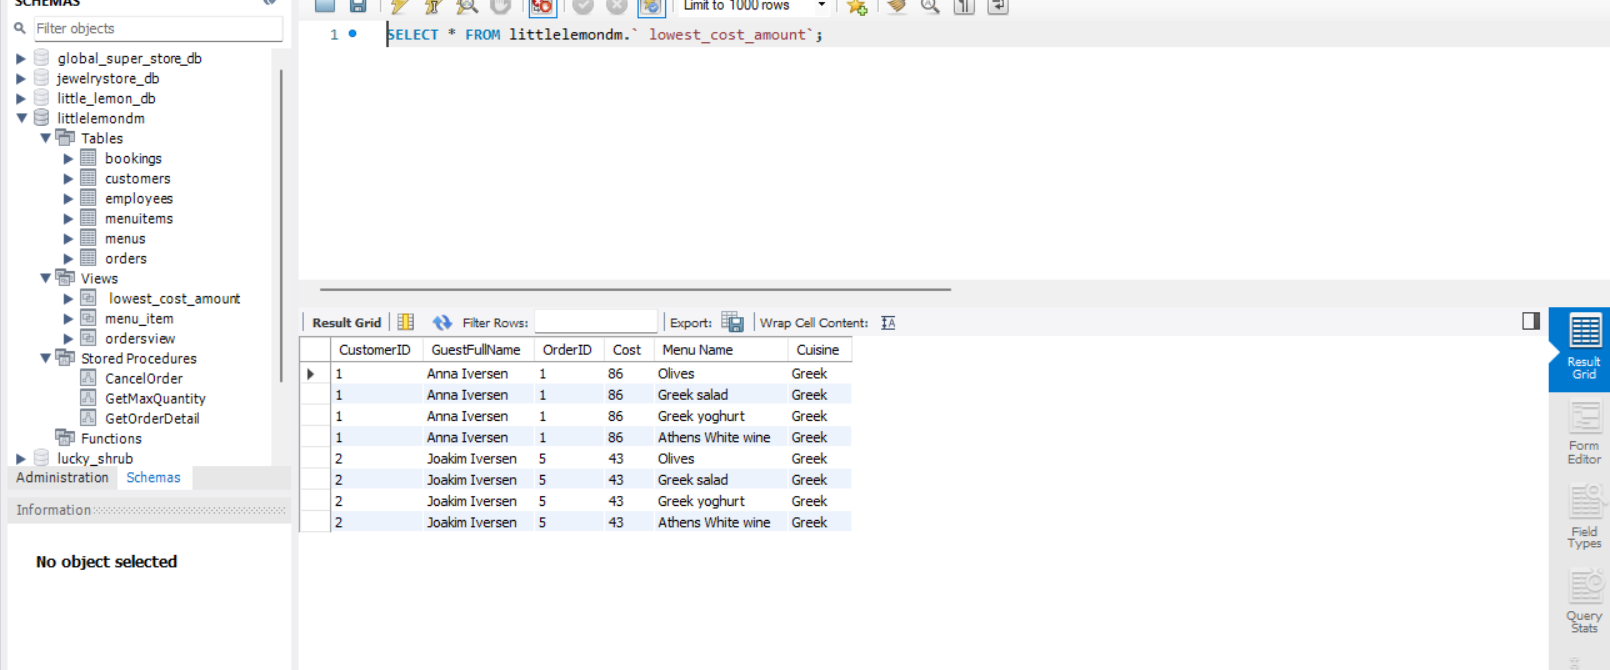 SCHEMAS
Filter objects
global_super_store_db
jewelrystore_db
little_lemon_db
littlelemondm
Tables
bookings
customers
employees
menuitems
menus
orders
Views
lowest_cost_amount
menu_item
ordersview
Stored Procedures
CancelOrder
GetMaxQuantity
GetOrderDetail
Functions
lucky_shrub
Administration Schemas
Information
No object selected
Limit to 1000 rows
1 SELECT * FROM littlelemondm.` lowest_cost_amount`;
Result Grid Filter Rows: Export: Wrap Cell Content:
CustomerID GuestFullName OrderID Cost Menu Name Cuisine
1 Anna Iversen 1 86 Olives Greek
1 Anna Iversen 1 86 Greek salad Greek
1 Anna Iversen 1 86 Greek yoghurt Greek
1 Anna Iversen 1 86 Athens White wine Greek
2 Joakim Iversen 5 43 Olives Greek
2 Joakim Iversen 5 43 Greek salad Greek
2 Joakim Iversen 5 43 Greek yoghurt Greek
2 Joakim Iversen 5 43 Athens White wine Greek
Result
Grid
Form
Editor
Field
Types
Query
Stats